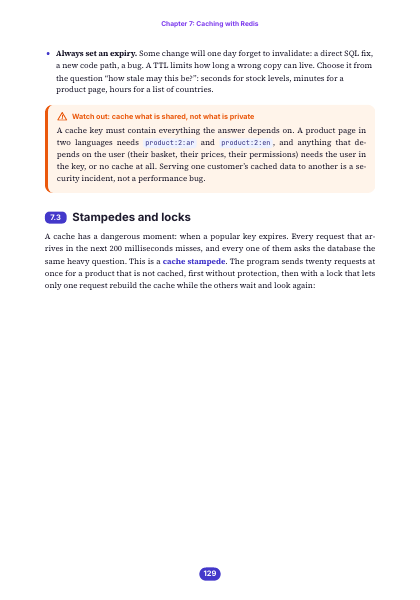 Chapter 7: Caching with Redis
• Always set an expiry. Some change will one day forget to invalidate: a direct SQL fix,
a new code path, a bug. A TTL limits how long a wrong copy can live. Choose it from
the question “how stale may this be?”: seconds for stock levels, minutes for a
product page, hours for a list of countries.
Watch out: cache what is shared, not what is private
A cache key must contain everything the answer depends on. A product page in
two languages needs product:2:ar and product:2:en, and anything that de-
pends on the user (their basket, their prices, their permissions) needs the user in
the key, or no cache at all. Serving one customer’s cached data to another is a se-
curity incident, not a performance bug.
7.3 Stampedes and locks
A cache has a dangerous moment: when a popular key expires. Every request that ar-
rives in the next 200 milliseconds misses, and every one of them asks the database the
same heavy question. This is a cache stampede. The program sends twenty requests at
once for a product that is not cached, first without protection, then with a lock that lets
only one request rebuild the cache while the others wait and look again:
129